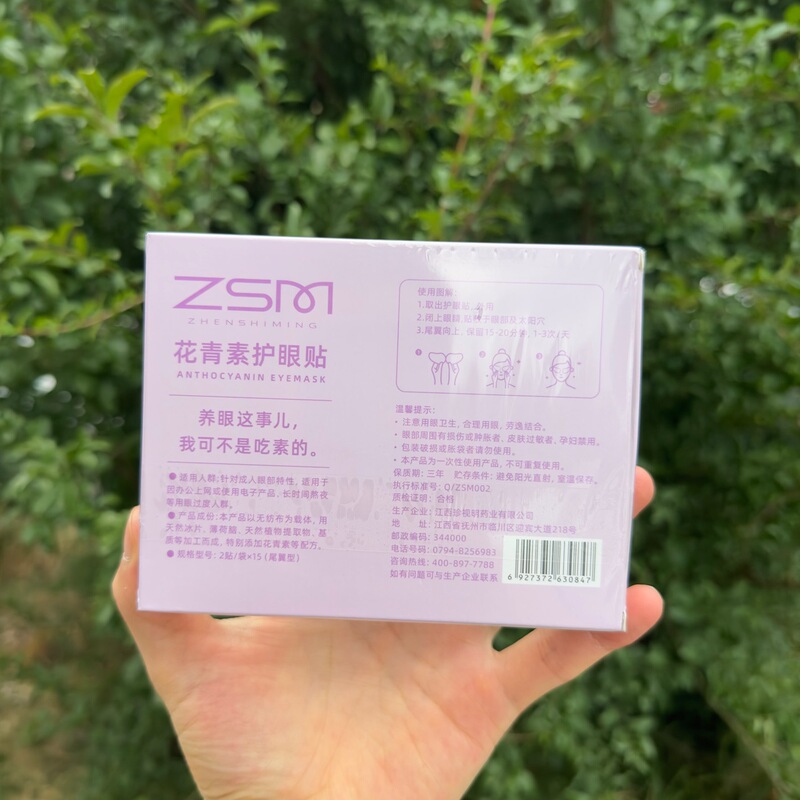 ZSM
ZHENSHIMING
花青素护眼贴
ANTHOCYANIN EYEMASK
养眼这事儿，
我可不是吃素的。
● 适用人群：针对成人眼部特性，适用于
因办公上网或使用电子产品，长时间熬夜
等用眼过度人群。
● 产品成份：本产品以无纺布为载体，用
天然冰片、薄荷脑、天然植物提取物、基
质等加工而成，特别添加花青素等配方。
● 规格型号：2贴/袋×15（尾翼型）
使用图解：
1.取出护眼贴，备用
2.闭上眼睛，贴敷于眼部及太阳穴
3.尾翼向上，保留15-20分钟，1-3次/天
1 2 3
温馨提示：
· 注意用眼卫生，合理用眼，劳逸结合。
· 眼部周围有损伤或肿胀者，皮肤过敏者，孕妇禁用。
· 包装破损或胀袋者请勿使用。
· 本产品为一次性使用产品，不可重复使用。
保质期：三年 贮存条件：避免阳光直射，室温保存。
执行标准号：Q/ZSM002
质检证明：合格
生产企业：江西珍视明药业有限公司
地 址：江西省抚州市临川区迎宾大道218号
邮政编码：344000
电话号码：0794-8256983
咨询热线：400-897-7788
如有问题可与生产企业联系
6 927372 630847